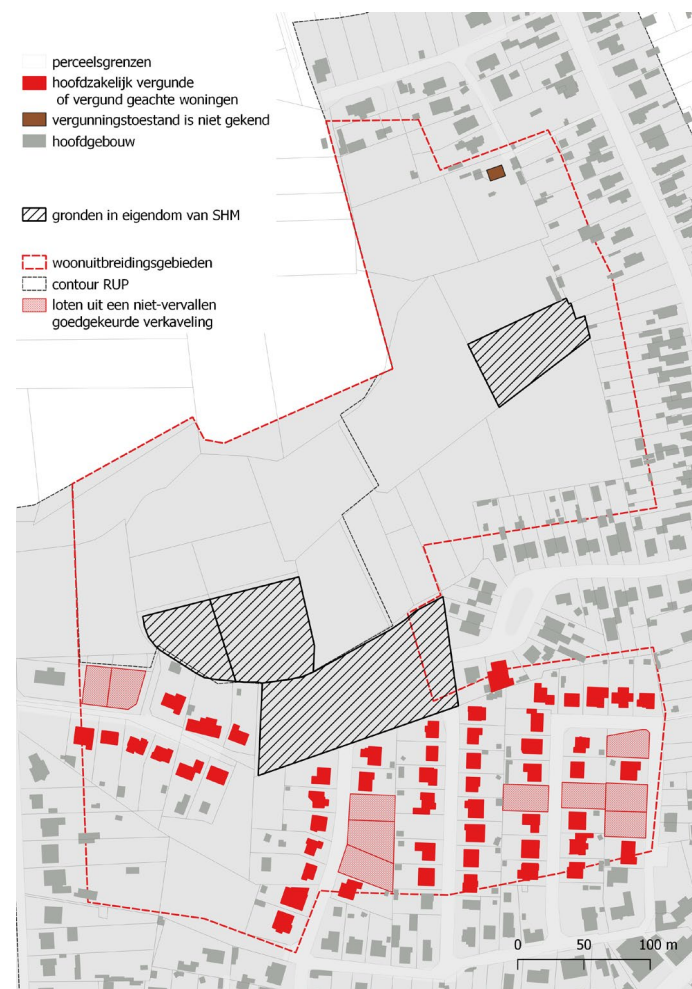 perceelsgrenzen
hoofdzakelijk vergunde
of vergund geachte woningen
vergunningstoestand is niet gekend
hoofdgebouw
gronden in eigendom van SHM
woonuitbreidingsgebieden
contour RUP
loten uit een niet-vervallen
goedgekeurde verkaveling
0 50 100 m